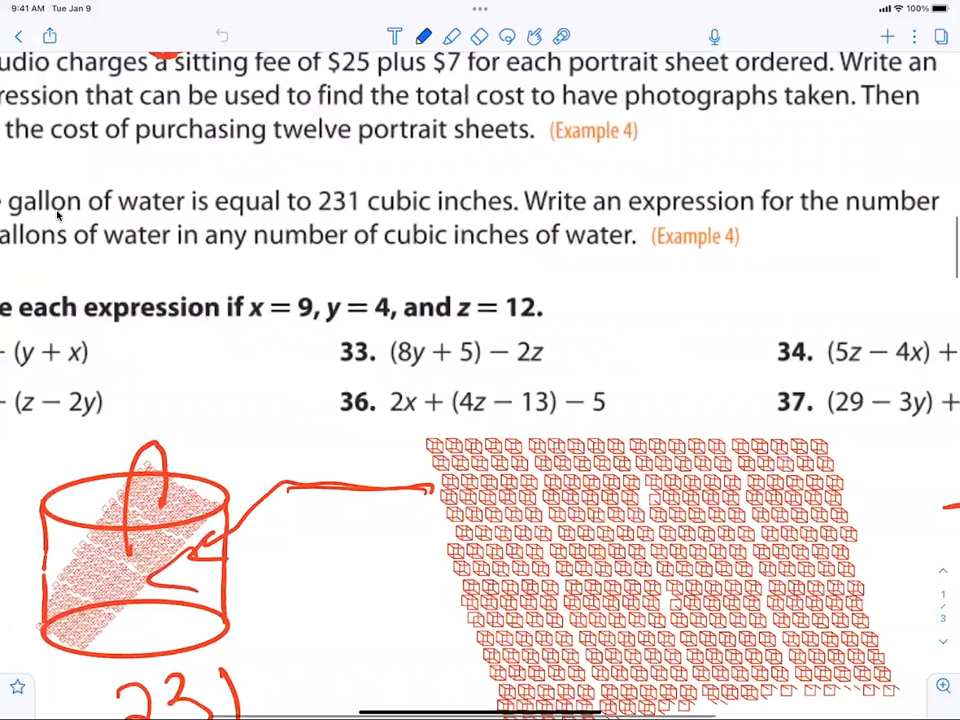 9:41 AM Tue Jan 9
100%
T
udio charges a sitting fee of $25 plus $7 for each portrait sheet ordered. Write an
ression that can be used to find the total cost to have photographs taken. Then
the cost of purchasing twelve portrait sheets. (Example 4)
gallon of water is equal to 231 cubic inches. Write an expression for the number
allons of water in any number of cubic inches of water. (Example 4)
e each expression if x = 9, y = 4, and z = 12.
- (y + x) 33. (8y + 5) − 2z 34. (5z − 4x) +
- (z − 2y) 36. 2x + (4z − 13) − 5 37. (29 − 3y) +
1
/
3
231